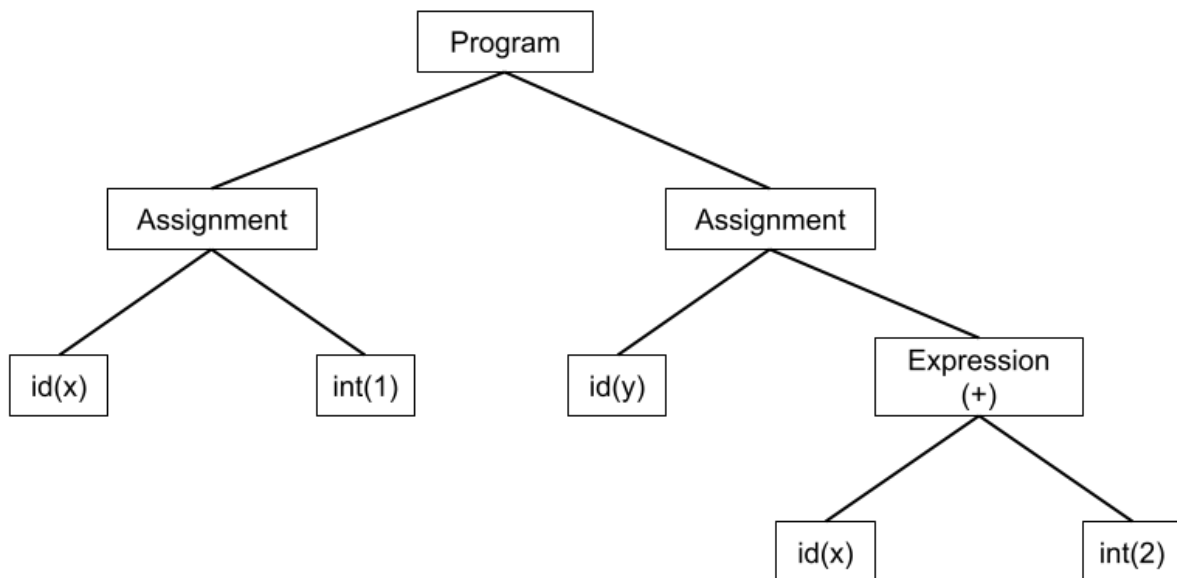 Program
Assignment
Assignment
id(x)
int(1)
id(y)
Expression
(+)
id(x)
int(2)